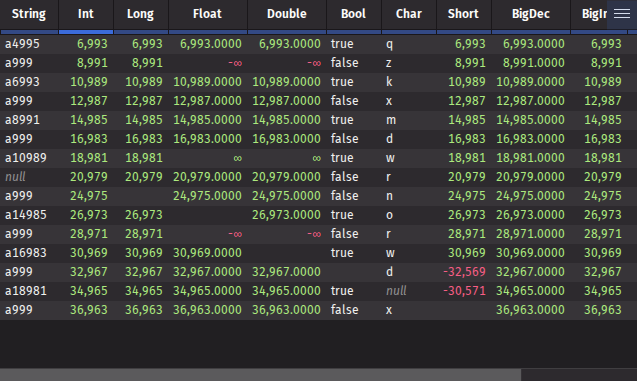 String Int Long Float Double Bool Char Short BigDec BigIn
a4995 6,993 6,993 6,993.0000 6,993.0000 true q 6,993 6,993.0000 6,993
a999 8,991 8,991 -∞ -∞ false z 8,991 8,991.0000 8,991
a6993 10,989 10,989 10,989.0000 10,989.0000 true k 10,989 10,989.0000 10,989
a999 12,987 12,987 12,987.0000 12,987.0000 false x 12,987 12,987.0000 12,987
a8991 14,985 14,985 14,985.0000 14,985.0000 true m 14,985 14,985.0000 14,985
a999 16,983 16,983 16,983.0000 16,983.0000 false d 16,983 16,983.0000 16,983
a10989 18,981 18,981 ∞ ∞ true w 18,981 18,981.0000 18,981
null 20,979 20,979 20,979.0000 20,979.0000 false r 20,979 20,979.0000 20,979
a999 24,975 24,975.0000 24,975.0000 false n 24,975 24,975.0000 24,975
a14985 26,973 26,973 26,973.0000 true o 26,973 26,973.0000 26,973
a999 28,971 28,971 -∞ -∞ false r 28,971 28,971.0000 28,971
a16983 30,969 30,969 30,969.0000 true w 30,969 30,969.0000 30,969
a999 32,967 32,967 32,967.0000 32,967.0000 d -32,569 32,967.0000 32,967
a18981 34,965 34,965 34,965.0000 34,965.0000 true null -30,571 34,965.0000 34,965
a999 36,963 36,963 36,963.0000 36,963.0000 false x 36,963.0000 36,963